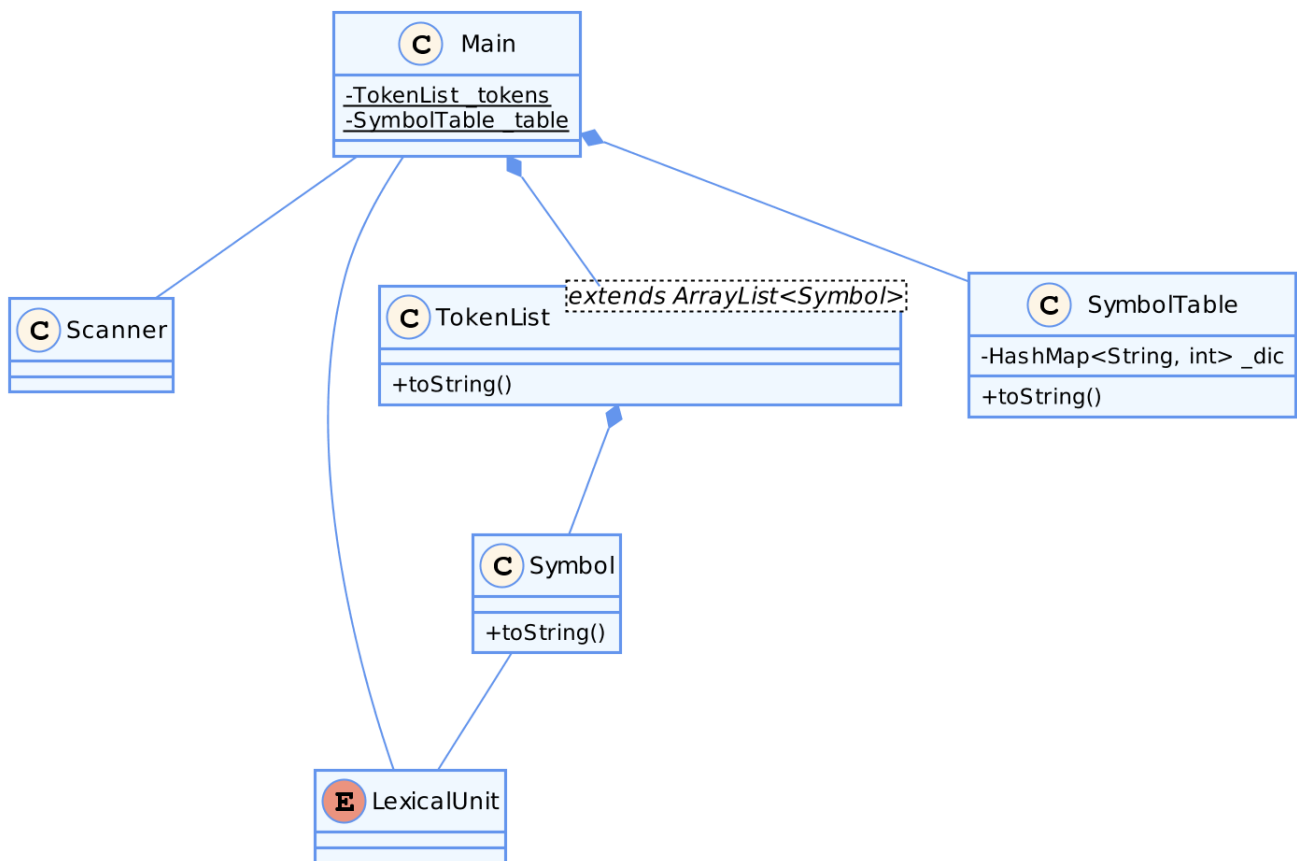 C Main
-TokenList _tokens
-SymbolTable _table
C Scanner
extends ArrayList<Symbol>
C TokenList
+toString()
C SymbolTable
-HashMap<String, int> _dic
+toString()
C Symbol
+toString()
E LexicalUnit